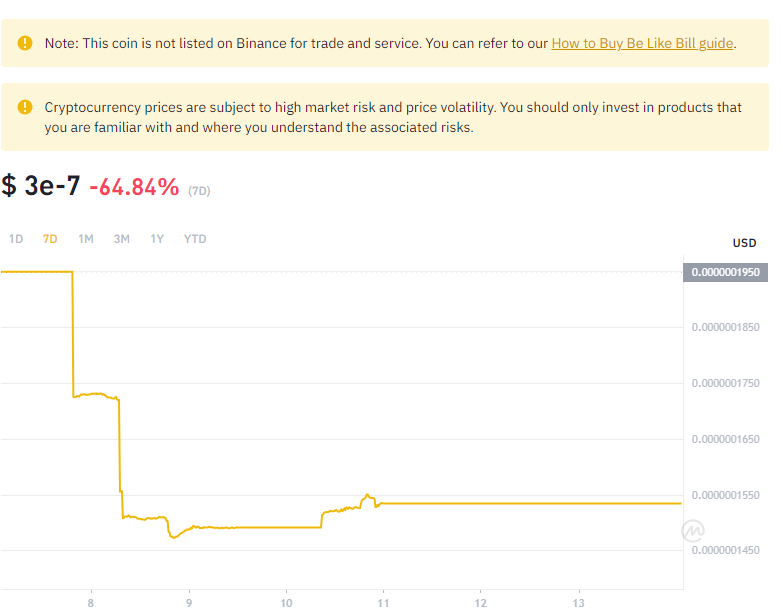 Note: This coin is not listed on Binance for trade and service. You can refer to our How to Buy Be Like Bill guide.
Cryptocurrency prices are subject to high market risk and price volatility. You should only invest in products that
you are familiar with and where you understand the associated risks.
$ 3e-7 -64.84% (7D)
1D 7D 1M 3M 1Y YTD
USD
0.0000001950
0.0000001850
0.0000001750
0.0000001650
0.0000001550
0.0000001450
8 9 10 11 12 13